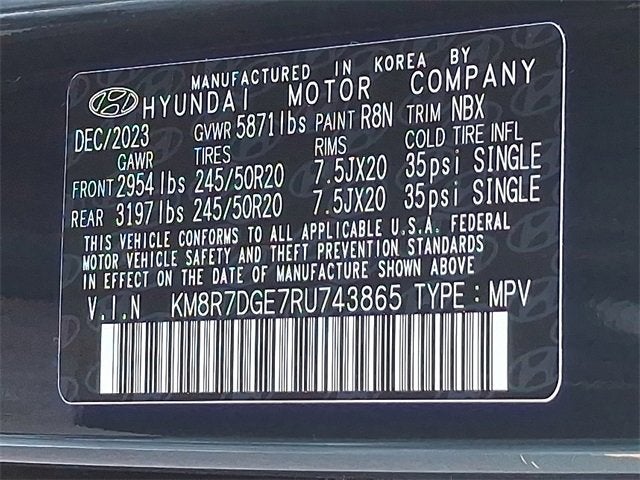 MANUFACTURED IN KOREA BY
HYUNDAI MOTOR COMPANY
DEC/2023 GVWR 5871lbs PAINT R8N TRIM NBX
GAWR TIRES RIMS COLD TIRE INFL
FRONT 2954lbs 245/50R20 7.5JX20 35psi SINGLE
REAR 3197lbs 245/50R20 7.5JX20 35psi SINGLE
THIS VEHICLE CONFORMS TO ALL APPLICABLE U.S.A. FEDERAL
MOTOR VEHICLE SAFETY AND THEFT PREVENTION STANDARDS
IN EFFECT ON THE DATE OF MANUFACTURE SHOWN ABOVE
V.I.N KM8R7DGE7RU743865 TYPE : MPV